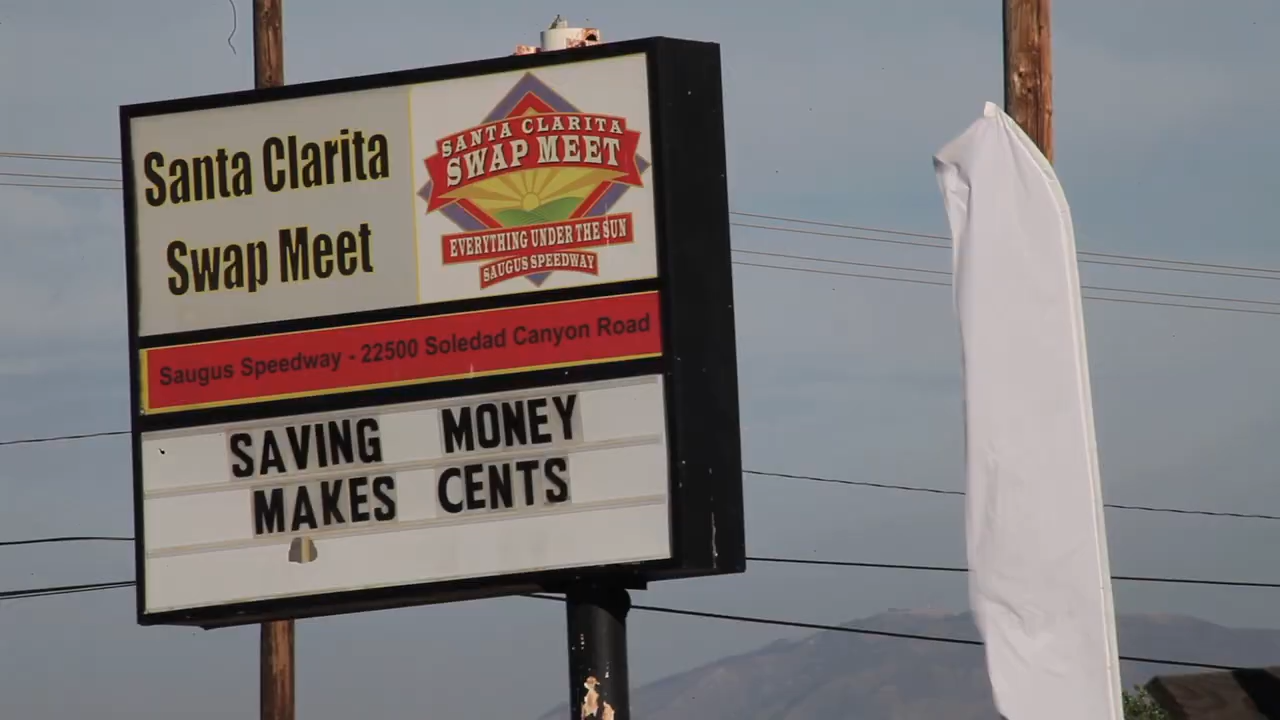 Santa Clarita
Swap Meet
SANTA CLARITA
SWAP MEET
EVERYTHING UNDER THE SUN
SAUGUS SPEEDWAY
Saugus Speedway - 22500 Soledad Canyon Road
SAVING MONEY
MAKES CENTS